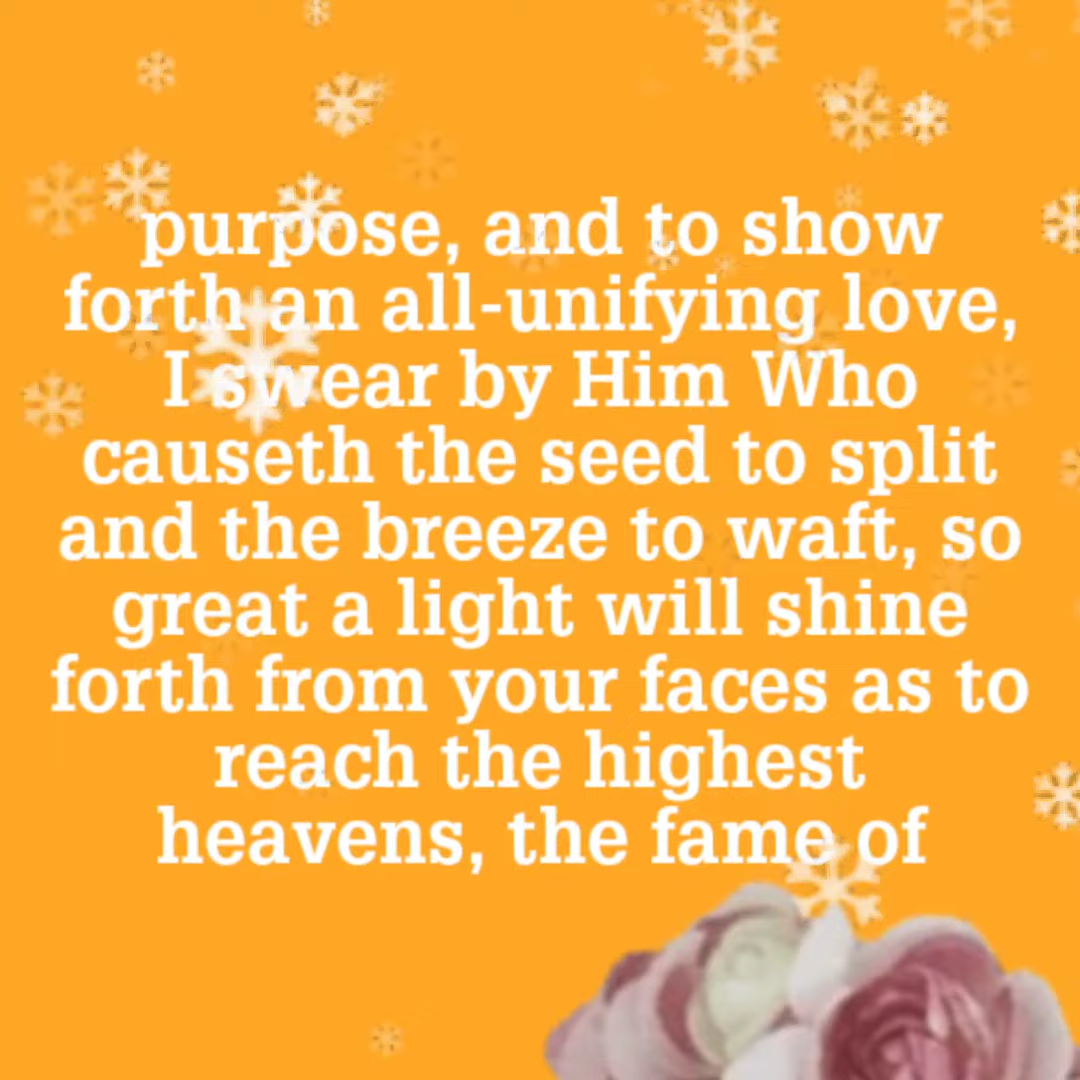 purpose, and to show
forth an all-unifying love,
I swear by Him Who
causeth the seed to split
and the breeze to waft, so
great a light will shine
forth from your faces as to
reach the highest
heavens, the fame of